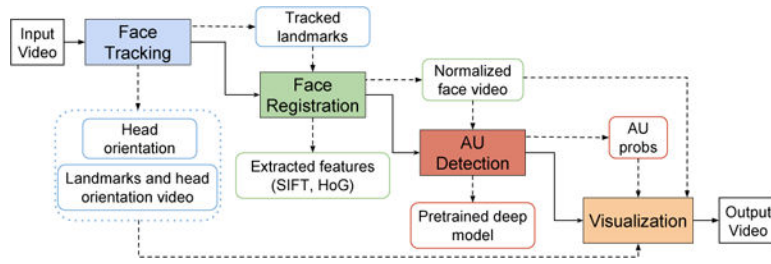 Input
Video
Face
Tracking
Tracked
landmarks
Face
Registration
Normalized
face video
Head
orientation
Landmarks and head
orientation video
Extracted features
(SIFT, HoG)
AU
Detection
AU
probs
Pretrained deep
model
Visualization
Output
Video